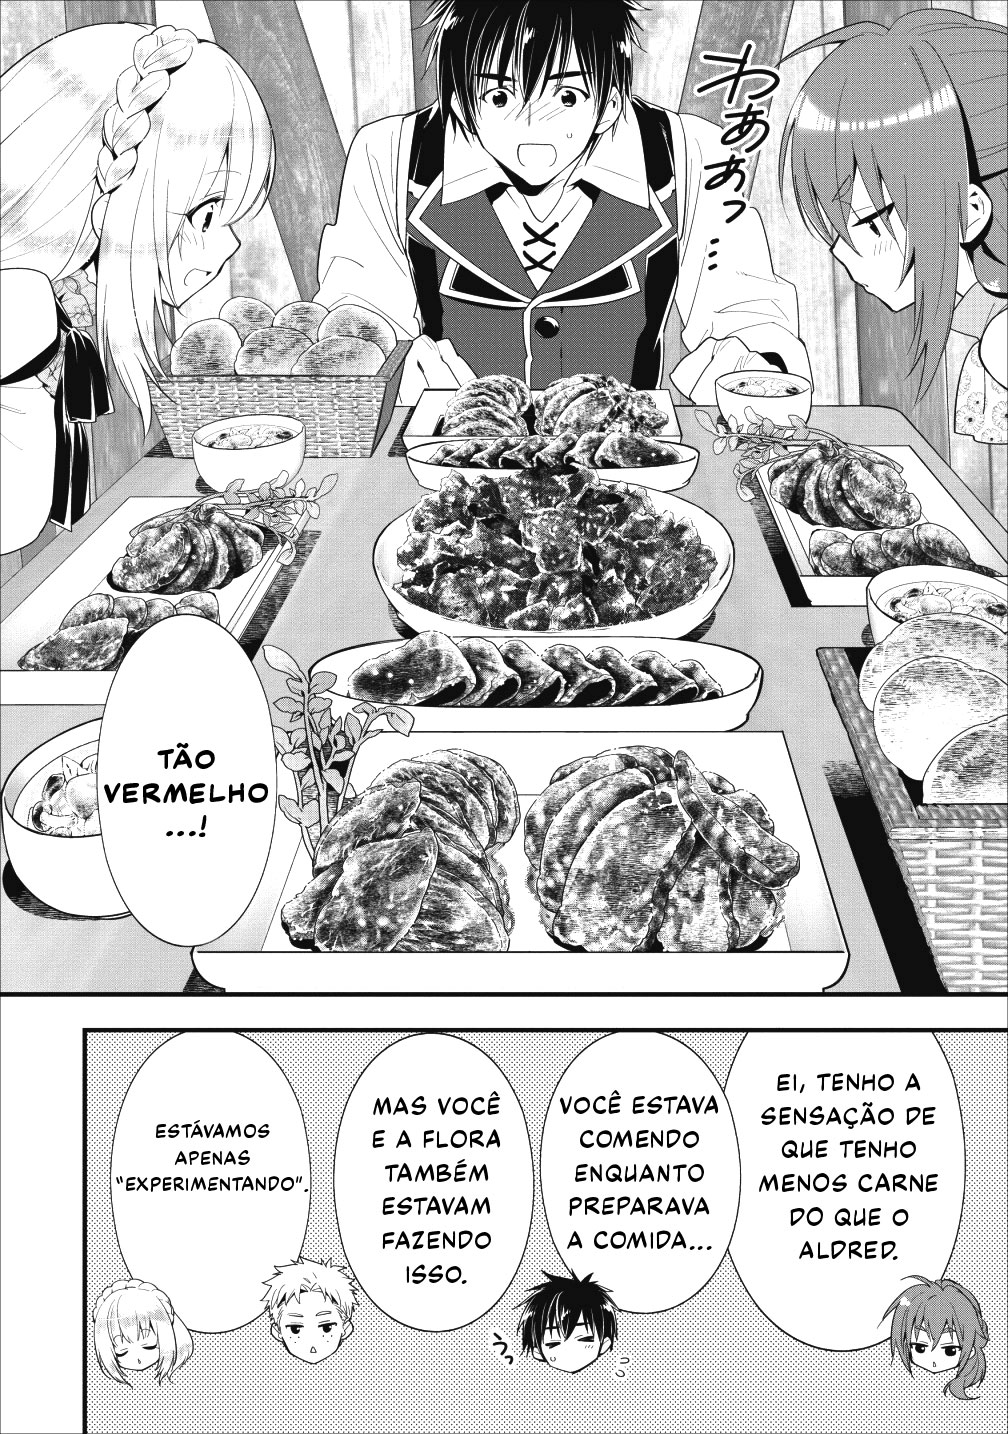 わあぁっ…
TÃO
VERMELHO
...!
EI, TENHO A
SENSAÇÃO DE
QUE TENHO
MENOS CARNE
DO QUE O
ALDRED.
VOCÊ ESTAVA
COMENDO
ENQUANTO
PREPARAVA
A COMIDA...
MAS VOCÊ
E A FLORA
TAMBÉM
ESTAVAM
FAZENDO
ISSO.
ESTÁVAMOS
APENAS
"EXPERIMENTANDO".